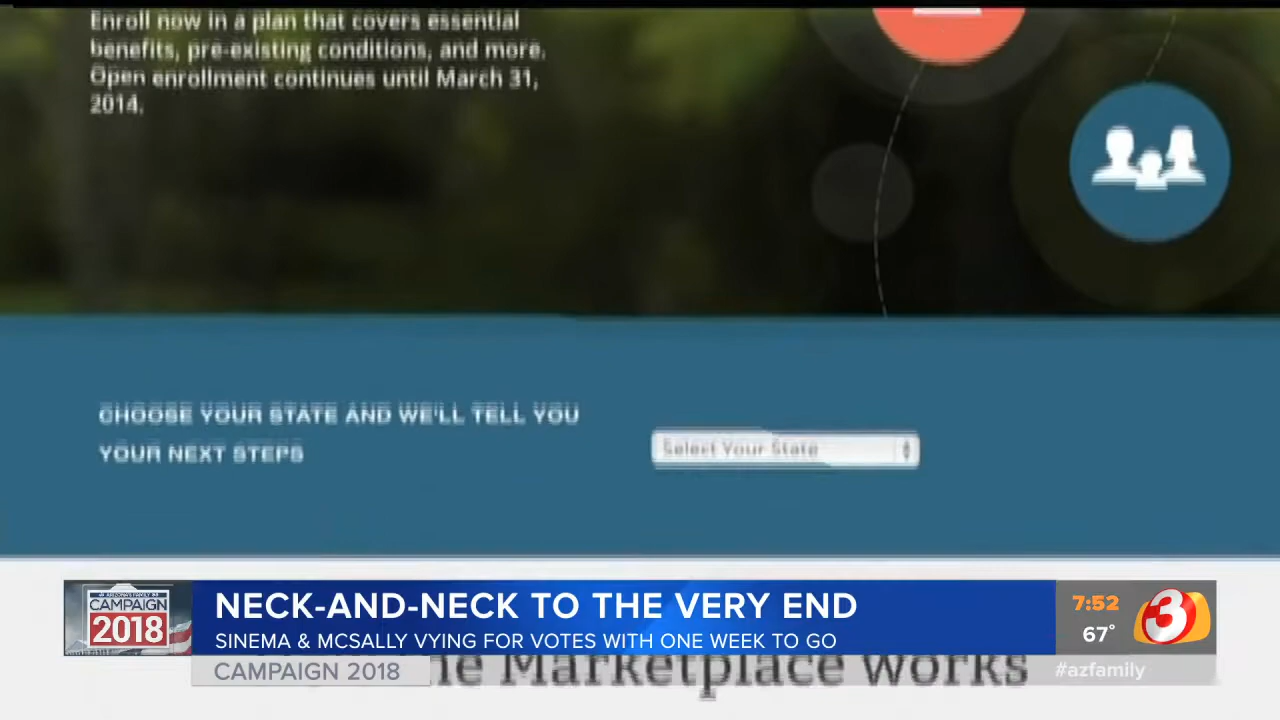 Enroll now in a plan that covers essential
benefits, pre-existing conditions, and more.
Open enrollment continues until March 31,
2014.
CHOOSE YOUR STATE AND WE'LL TELL YOU
YOUR NEXT STEPS
Select Your State
CAMPAIGN
2018
NECK-AND-NECK TO THE VERY END
SINEMA & MCSALLY VYING FOR VOTES WITH ONE WEEK TO GO
7:52
67°
3
CAMPAIGN 2018
Marketplace works
#azfamily